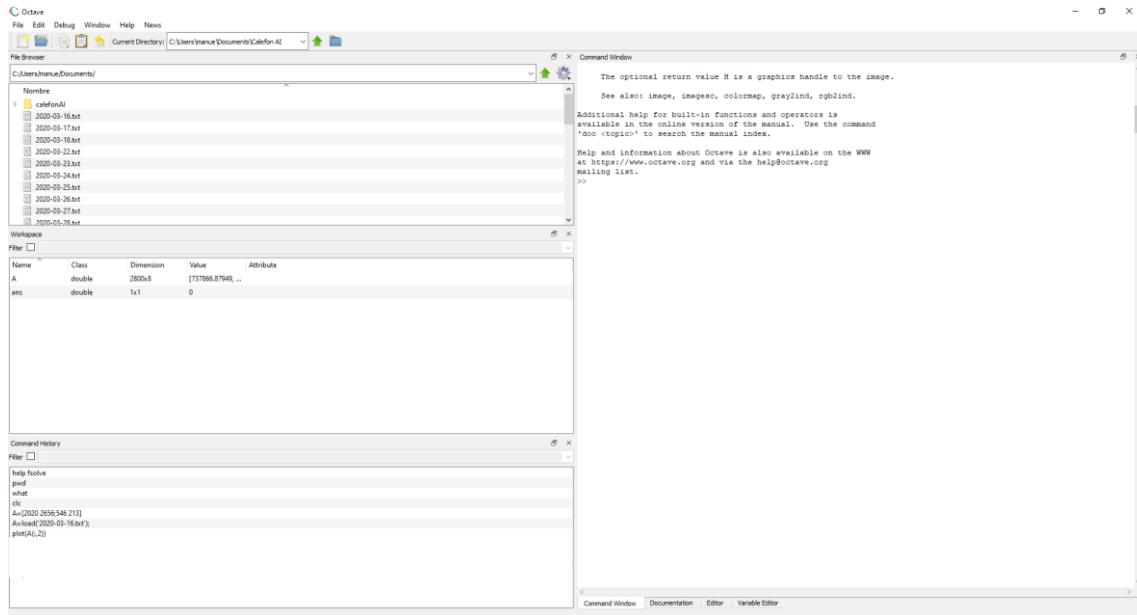 Octave
File Edit Debug Window Help News
Current Directory: C:\Users\manue\Documents\Calefon AI
File Browser
C:/Users/manue/Documents/
Nombre
calefonAI
2020-03-16.txt
2020-03-17.txt
2020-03-18.txt
2020-03-22.txt
2020-03-23.txt
2020-03-24.txt
2020-03-25.txt
2020-03-26.txt
2020-03-27.txt
2020-03-28.txt
Workspace
Filter
Name Class Dimension Value Attribute
A double 2800x8 [737866.87949, ...
ans double 1x1 0
Command History
Filter
help fsolve
pwd
what
clc
A=[2020 2656;546 213]
A=load('2020-03-16.txt');
plot(A(:,2))
Command Window
The optional return value H is a graphics handle to the image.
See also: image, imagesc, colormap, gray2ind, rgb2ind.
Additional help for built-in functions and operators is
available in the online version of the manual. Use the command
'doc <topic>' to search the manual index.
Help and information about Octave is also available on the WWW
at https://www.octave.org and via the help@octave.org
mailing list.
>>
Command Window Documentation Editor Variable Editor